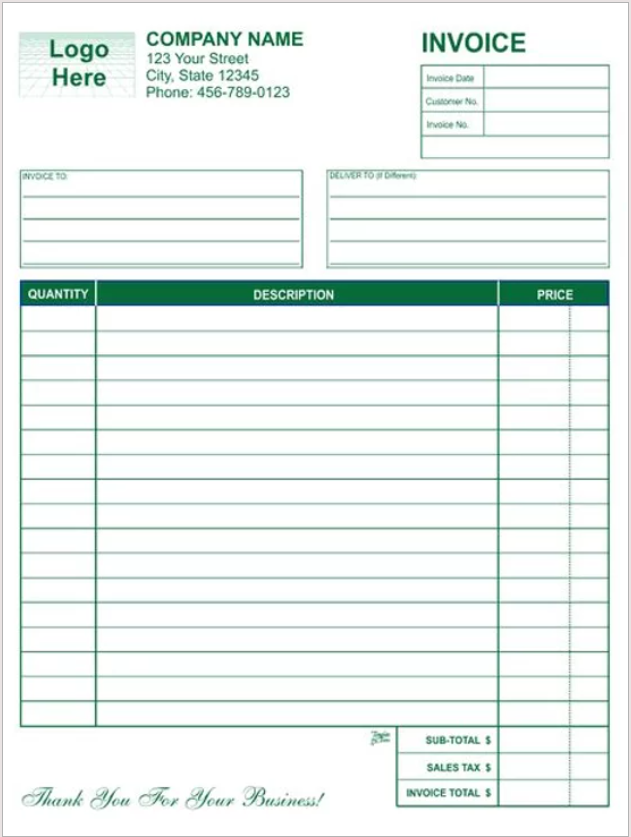 Logo
Here
COMPANY NAME
123 Your Street
City, State 12345
Phone: 456-789-0123
INVOICE
Invoice Date
Customer No.
Invoice No.
INVOICE TO:
DELIVER TO (If Different):
QUANTITY DESCRIPTION PRICE
SUB-TOTAL $
SALES TAX $
INVOICE TOTAL $
Thank You For Your Business!